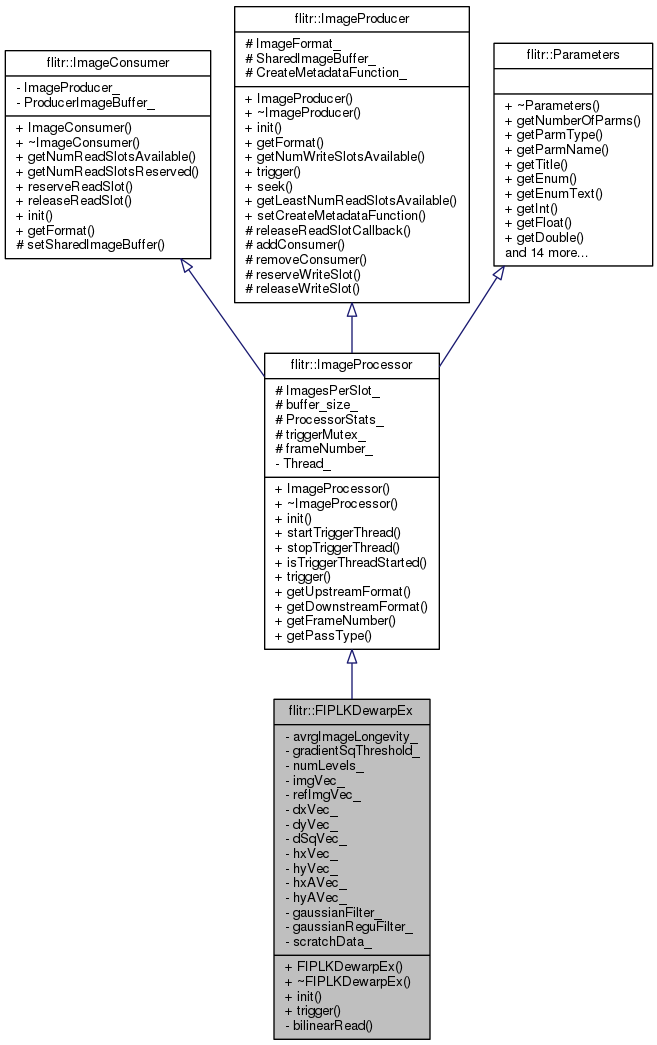 flitr::ImageConsumer
- ImageProducer_
- ProducerImageBuffer_
+ ImageConsumer()
+ ~ImageConsumer()
+ getNumReadSlotsAvailable()
+ getNumReadSlotsReserved()
+ reserveReadSlot()
+ releaseReadSlot()
+ init()
+ getFormat()
# setSharedImageBuffer()
flitr::ImageProducer
# ImageFormat_
# SharedImageBuffer_
# CreateMetadataFunction_
+ ImageProducer()
+ ~ImageProducer()
+ init()
+ getFormat()
+ getNumWriteSlotsAvailable()
+ trigger()
+ seek()
+ getLeastNumReadSlotsAvailable()
+ setCreateMetadataFunction()
# releaseReadSlotCallback()
# addConsumer()
# removeConsumer()
# reserveWriteSlot()
# releaseWriteSlot()
flitr::Parameters
+ ~Parameters()
+ getNumberOfParms()
+ getParmType()
+ getParmName()
+ getTitle()
+ getEnum()
+ getEnumText()
+ getInt()
+ getFloat()
+ getDouble()
and 14 more...
flitr::ImageProcessor
# ImagesPerSlot_
# buffer_size_
# ProcessorStats_
# triggerMutex_
# frameNumber_
- Thread_
+ ImageProcessor()
+ ~ImageProcessor()
+ init()
+ startTriggerThread()
+ stopTriggerThread()
+ isTriggerThreadStarted()
+ trigger()
+ getUpstreamFormat()
+ getDownstreamFormat()
+ getFrameNumber()
+ getPassType()
flitr::FIPLKDewarpEx
- avrgImageLongevity_
- gradientSqThreshold_
- numLevels_
- imgVec_
- refImgVec_
- dxVec_
- dyVec_
- dSqVec_
- hxVec_
- hyVec_
- hxAVec_
- hyAVec_
- gaussianFilter_
- gaussianReguFilter_
- scratchData_
+ FIPLKDewarpEx()
+ ~FIPLKDewarpEx()
+ init()
+ trigger()
- bilinearRead()